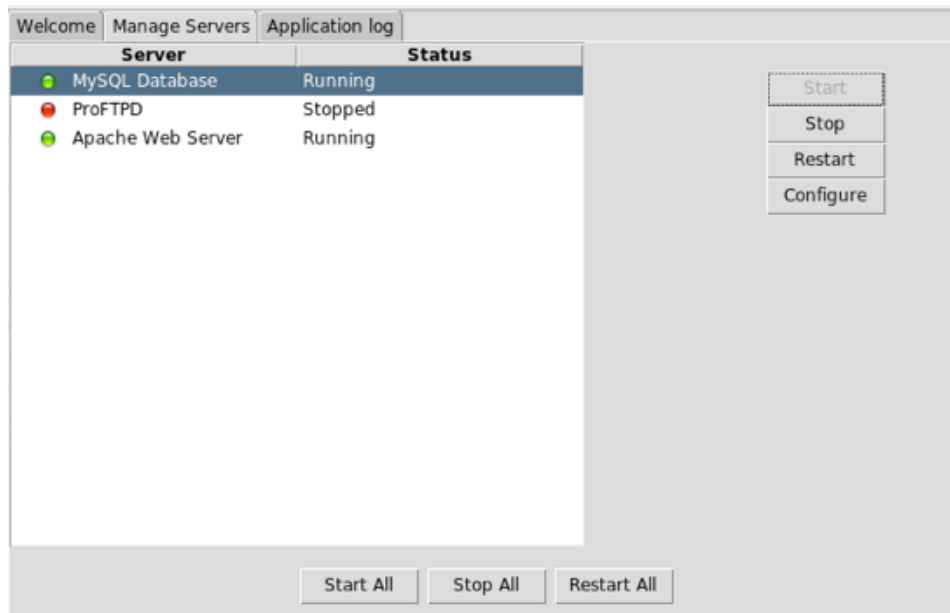 Welcome Manage Servers Application log
Server Status
MySQL Database Running
ProFTPD Stopped
Apache Web Server Running
Start
Stop
Restart
Configure
Start All Stop All Restart All